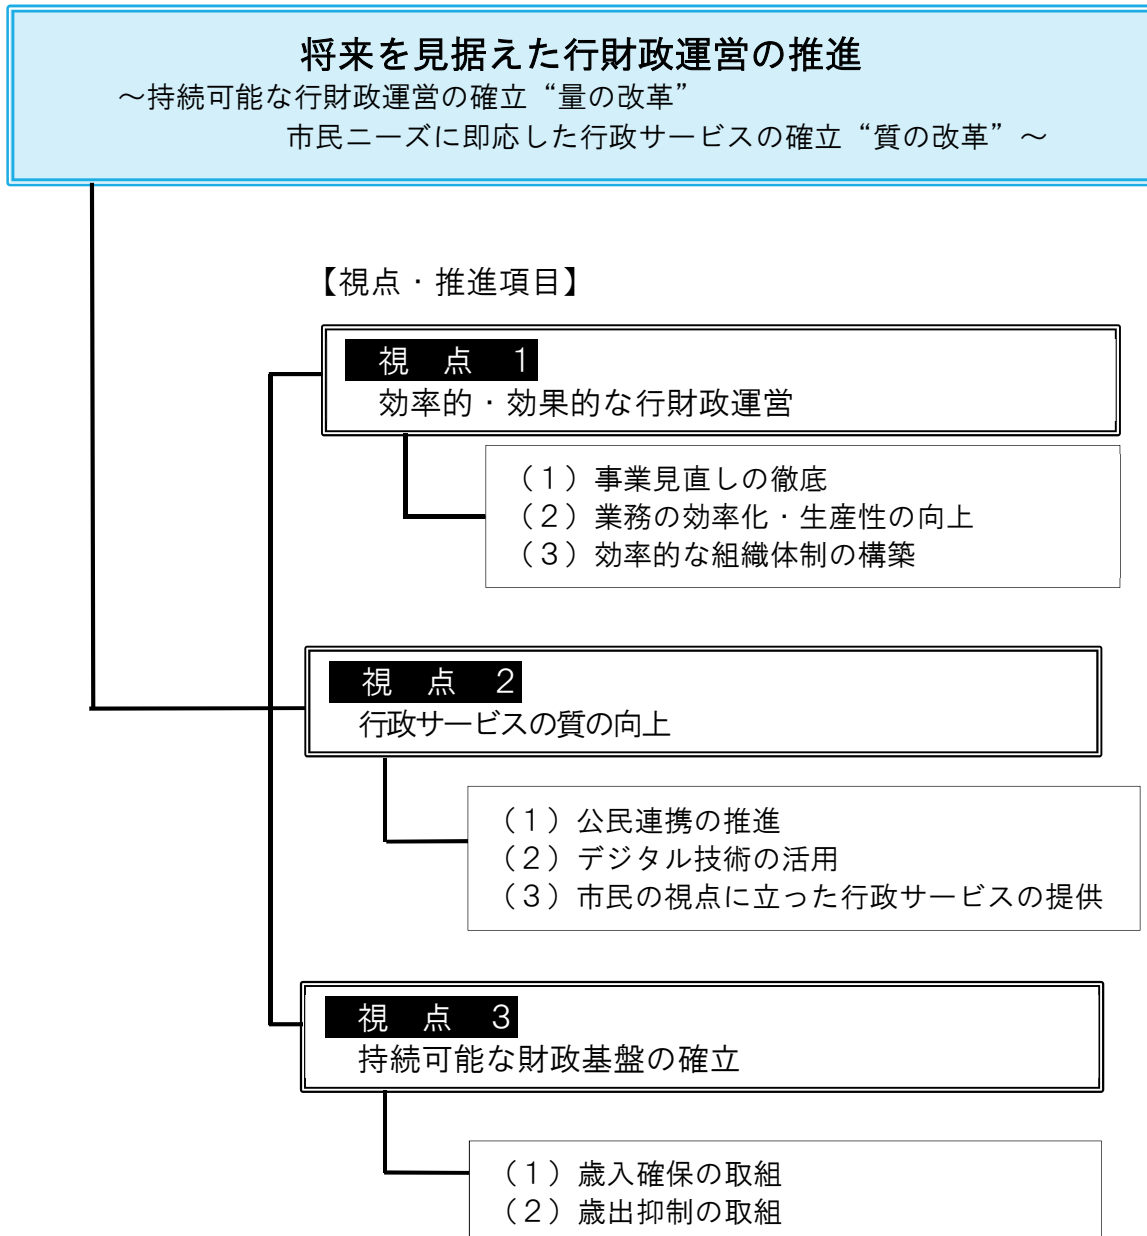 将来を見据えた行財政運営の推進
～持続可能な行財政運営の確立“量の改革”
市民ニーズに即応した行政サービスの確立“質の改革”～
【視点・推進項目】
視　点　1
効率的・効果的な行財政運営
（１）事業見直しの徹底
（２）業務の効率化・生産性の向上
（３）効率的な組織体制の構築
視　点　2
行政サービスの質の向上
（１）公民連携の推進
（２）デジタル技術の活用
（３）市民の視点に立った行政サービスの提供
視　点　3
持続可能な財政基盤の確立
（１）歳入確保の取組
（２）歳出抑制の取組